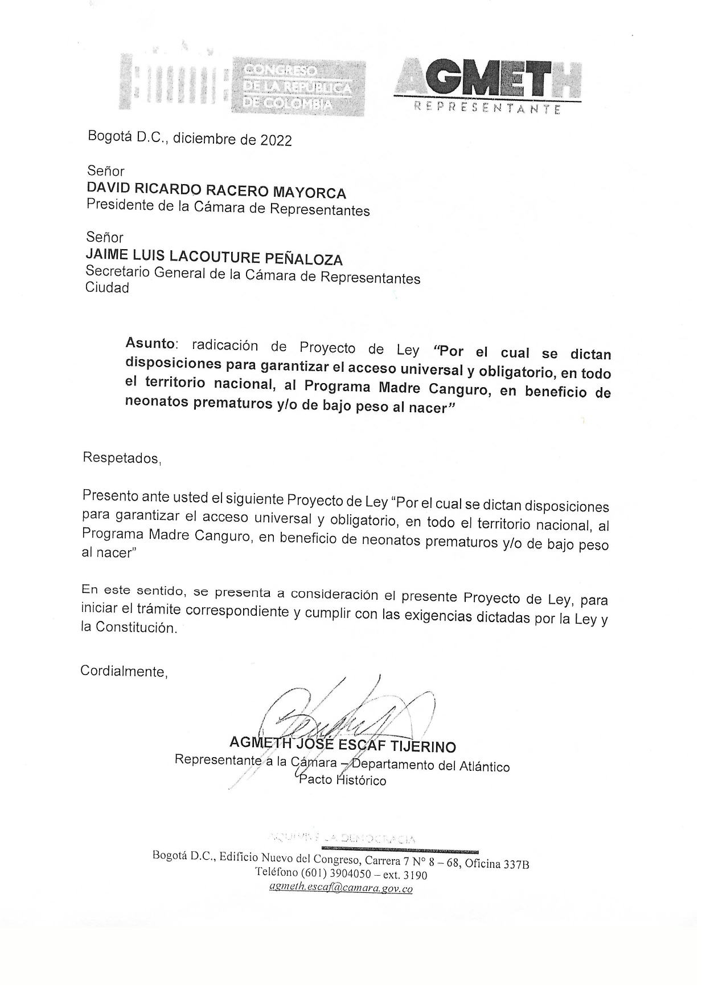 CONGRESO
DE LA REPÚBLICA
DE COLOMBIA
AGMETH
REPRESENTANTE
Bogotá D.C., diciembre de 2022
Señor
DAVID RICARDO RACERO MAYORCA
Presidente de la Cámara de Representantes
Señor
JAIME LUIS LACOUTURE PEÑALOZA
Secretario General de la Cámara de Representantes
Ciudad
Asunto: radicación de Proyecto de Ley “Por el cual se dictan
disposiciones para garantizar el acceso universal y obligatorio, en todo
el territorio nacional, al Programa Madre Canguro, en beneficio de
neonatos prematuros y/o de bajo peso al nacer”
Respetados,
Presento ante usted el siguiente Proyecto de Ley “Por el cual se dictan disposiciones
para garantizar el acceso universal y obligatorio, en todo el territorio nacional, al
Programa Madre Canguro, en beneficio de neonatos prematuros y/o de bajo peso
al nacer”
En este sentido, se presenta a consideración el presente Proyecto de Ley, para
iniciar el trámite correspondiente y cumplir con las exigencias dictadas por la Ley y
la Constitución.
Cordialmente,
AGMETH JOSÉ ESCAF TIJERINO
Representante a la Cámara – Departamento del Atlántico
Pacto Histórico
AQUÍ VIVE LA DEMOCRACIA
Bogotá D.C., Edificio Nuevo del Congreso, Carrera 7 N° 8 – 68, Oficina 337B
Teléfono (601) 3904050 – ext. 3190
agmeth.escaf@camara.gov.co